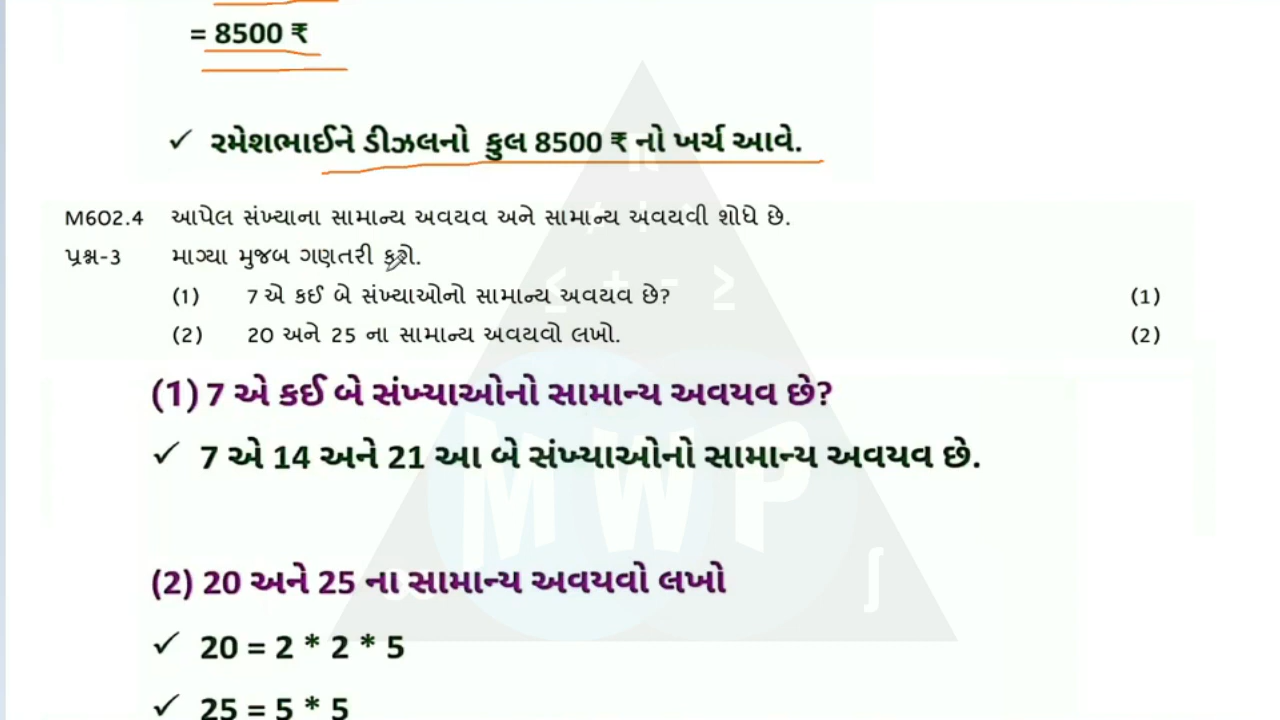 = 8500 ₹
✓ રમેશભાઈને ડીઝલનો કુલ 8500 ₹ નો ખર્ચ આવે.
M602.4 આપેલ સંખ્યાના સામાન્ય અવયવ અને સામાન્ય અવયવી શોધે છે.
પ્રશ્ન-3 માગ્યા મુજબ ગણતરી કરો.
(1) 7 એ કઈ બે સંખ્યાઓનો સામાન્ય અવયવ છે? (1)
(2) 20 અને 25 ના સામાન્ય અવયવો લખો. (2)
(1) 7 એ કઈ બે સંખ્યાઓનો સામાન્ય અવયવ છે?
✓ 7 એ 14 અને 21 આ બે સંખ્યાઓનો સામાન્ય અવયવ છે.
MWP
(2) 20 અને 25 ના સામાન્ય અવયવો લખો
✓ 20 = 2 * 2 * 5
✓ 25 = 5 * 5